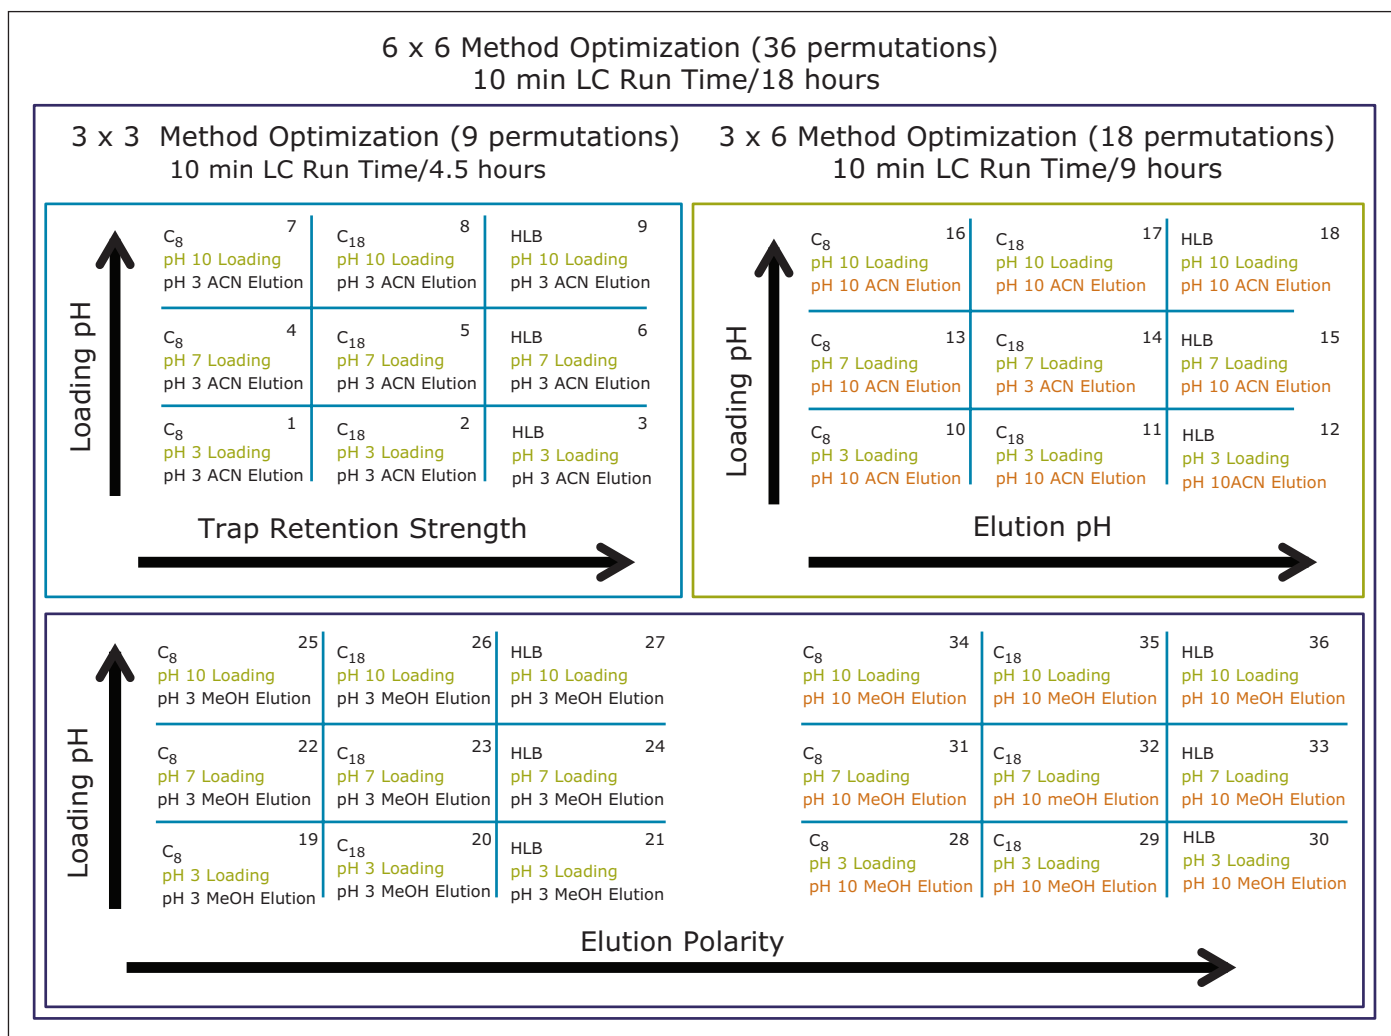 6 x 6 Method Optimization (36 permutations)
10 min LC Run Time/18 hours
3 x 3 Method Optimization (9 permutations)
10 min LC Run Time/4.5 hours
3 x 6 Method Optimization (18 permutations)
10 min LC Run Time/9 hours
Loading pH
C8 7
pH 10 Loading
pH 3 ACN Elution
C18 8
pH 10 Loading
pH 3 ACN Elution
HLB 9
pH 10 Loading
pH 3 ACN Elution
C8 4
pH 7 Loading
pH 3 ACN Elution
C18 5
pH 7 Loading
pH 3 ACN Elution
HLB 6
pH 7 Loading
pH 3 ACN Elution
C8 1
pH 3 Loading
pH 3 ACN Elution
C18 2
pH 3 Loading
pH 3 ACN Elution
HLB 3
pH 3 Loading
pH 3 ACN Elution
Trap Retention Strength
Loading pH
C8 16
pH 10 Loading
pH 10 ACN Elution
C18 17
pH 10 Loading
pH 10 ACN Elution
HLB 18
pH 10 Loading
pH 10 ACN Elution
C8 13
pH 7 Loading
pH 10 ACN Elution
C18 14
pH 7 Loading
pH 3 ACN Elution
HLB 15
pH 7 Loading
pH 10 ACN Elution
C8 10
pH 3 Loading
pH 10 ACN Elution
C18 11
pH 3 Loading
pH 10 ACN Elution
HLB 12
pH 3 Loading
pH 10ACN Elution
Elution pH
Loading pH
C8 25
pH 10 Loading
pH 3 MeOH Elution
C18 26
pH 10 Loading
pH 3 MeOH Elution
HLB 27
pH 10 Loading
pH 3 MeOH Elution
C8 34
pH 10 Loading
pH 10 MeOH Elution
C18 35
pH 10 Loading
pH 10 MeOH Elution
HLB 36
pH 10 Loading
pH 10 MeOH Elution
C8 22
pH 7 Loading
pH 3 MeOH Elution
C18 23
pH 7 Loading
pH 3 MeOH Elution
HLB 24
pH 7 Loading
pH 3 MeOH Elution
C8 31
pH 7 Loading
pH 10 MeOH Elution
C18 32
pH 7 Loading
pH 10 meOH Elution
HLB 33
pH 7 Loading
pH 10 MeOH Elution
C8 19
pH 3 Loading
pH 3 MeOH Elution
C18 20
pH 3 Loading
pH 3 MeOH Elution
HLB 21
pH 3 Loading
pH 3 MeOH Elution
C8 28
pH 3 Loading
pH 10 MeOH Elution
C18 29
pH 3 Loading
pH 10 MeOH Elution
HLB 30
pH 3 Loading
pH 10 MeOH Elution
Elution Polarity